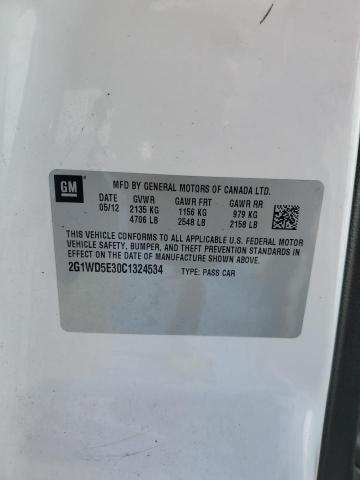 GM
MFD BY GENERAL MOTORS OF CANADA LTD.
DATE GVWR GAWR FRT GAWR RR
05/12 2135 KG 1156 KG 979 KG
4706 LB 2548 LB 2158 LB
THIS VEHICLE CONFORMS TO ALL APPLICABLE U.S. FEDERAL MOTOR
VEHICLE SAFETY, BUMPER, AND THEFT PREVENTION STANDARDS IN
EFFECT ON THE DATE OF MANUFACTURE SHOWN ABOVE.
2G1WD5E30C1324534 TYPE: PASS CAR